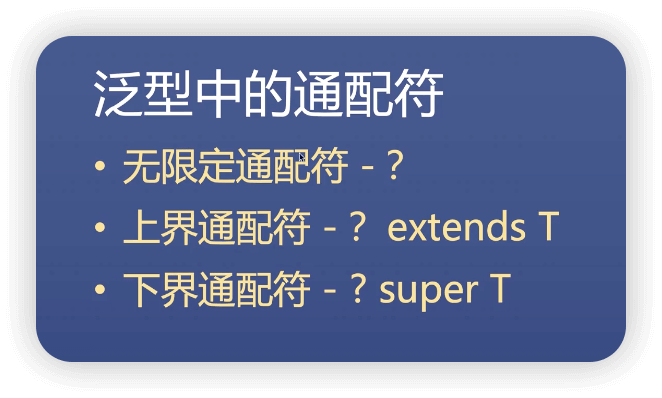 泛型中的通配符
• 无限定通配符 - ?
• 上界通配符 - ? extends T
• 下界通配符 - ? super T